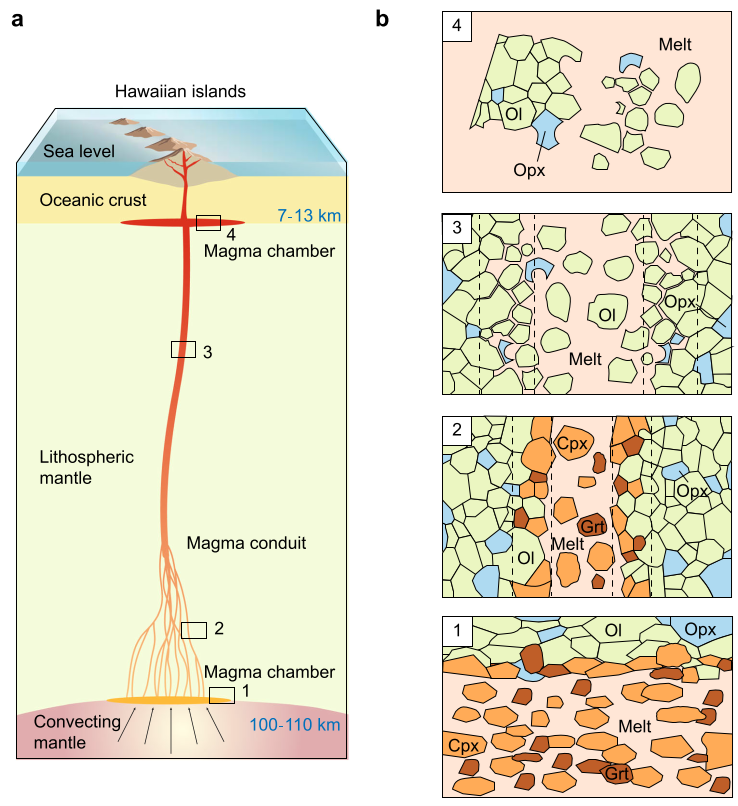 a
Hawaiian islands
Sea level
Oceanic crust
7-13 km
4
Magma chamber
3
Lithospheric
mantle
Magma conduit
2
Magma chamber
1
Convecting
mantle
100-110 km
b
4
Melt
Ol
Opx
3
Opx
Ol
Melt
2
Cpx
Opx
Grt
Melt
Ol
1
Ol
Opx
Melt
Cpx
Grt